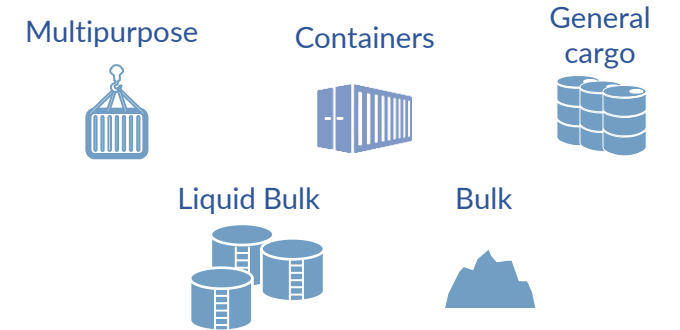 Multipurpose
Containers
General
cargo
Liquid Bulk
Bulk